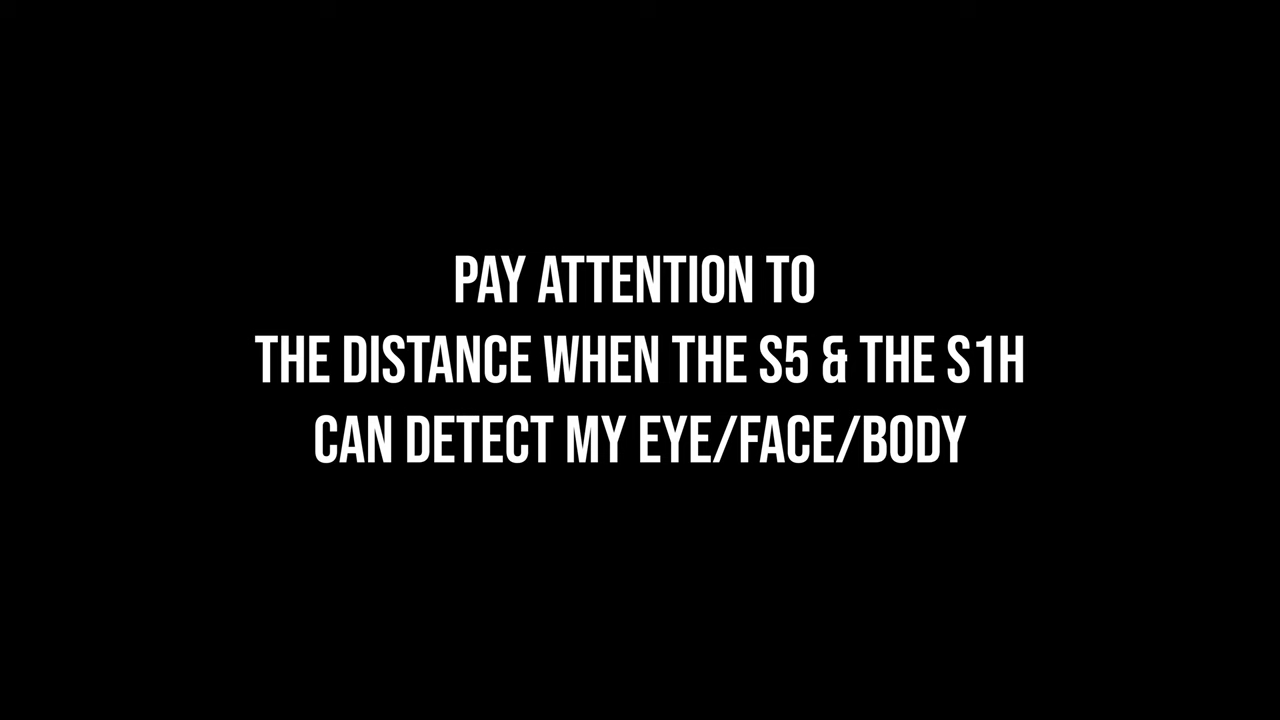 PAY ATTENTION TO
THE DISTANCE WHEN THE S5 & THE S1H
CAN DETECT MY EYE/FACE/BODY